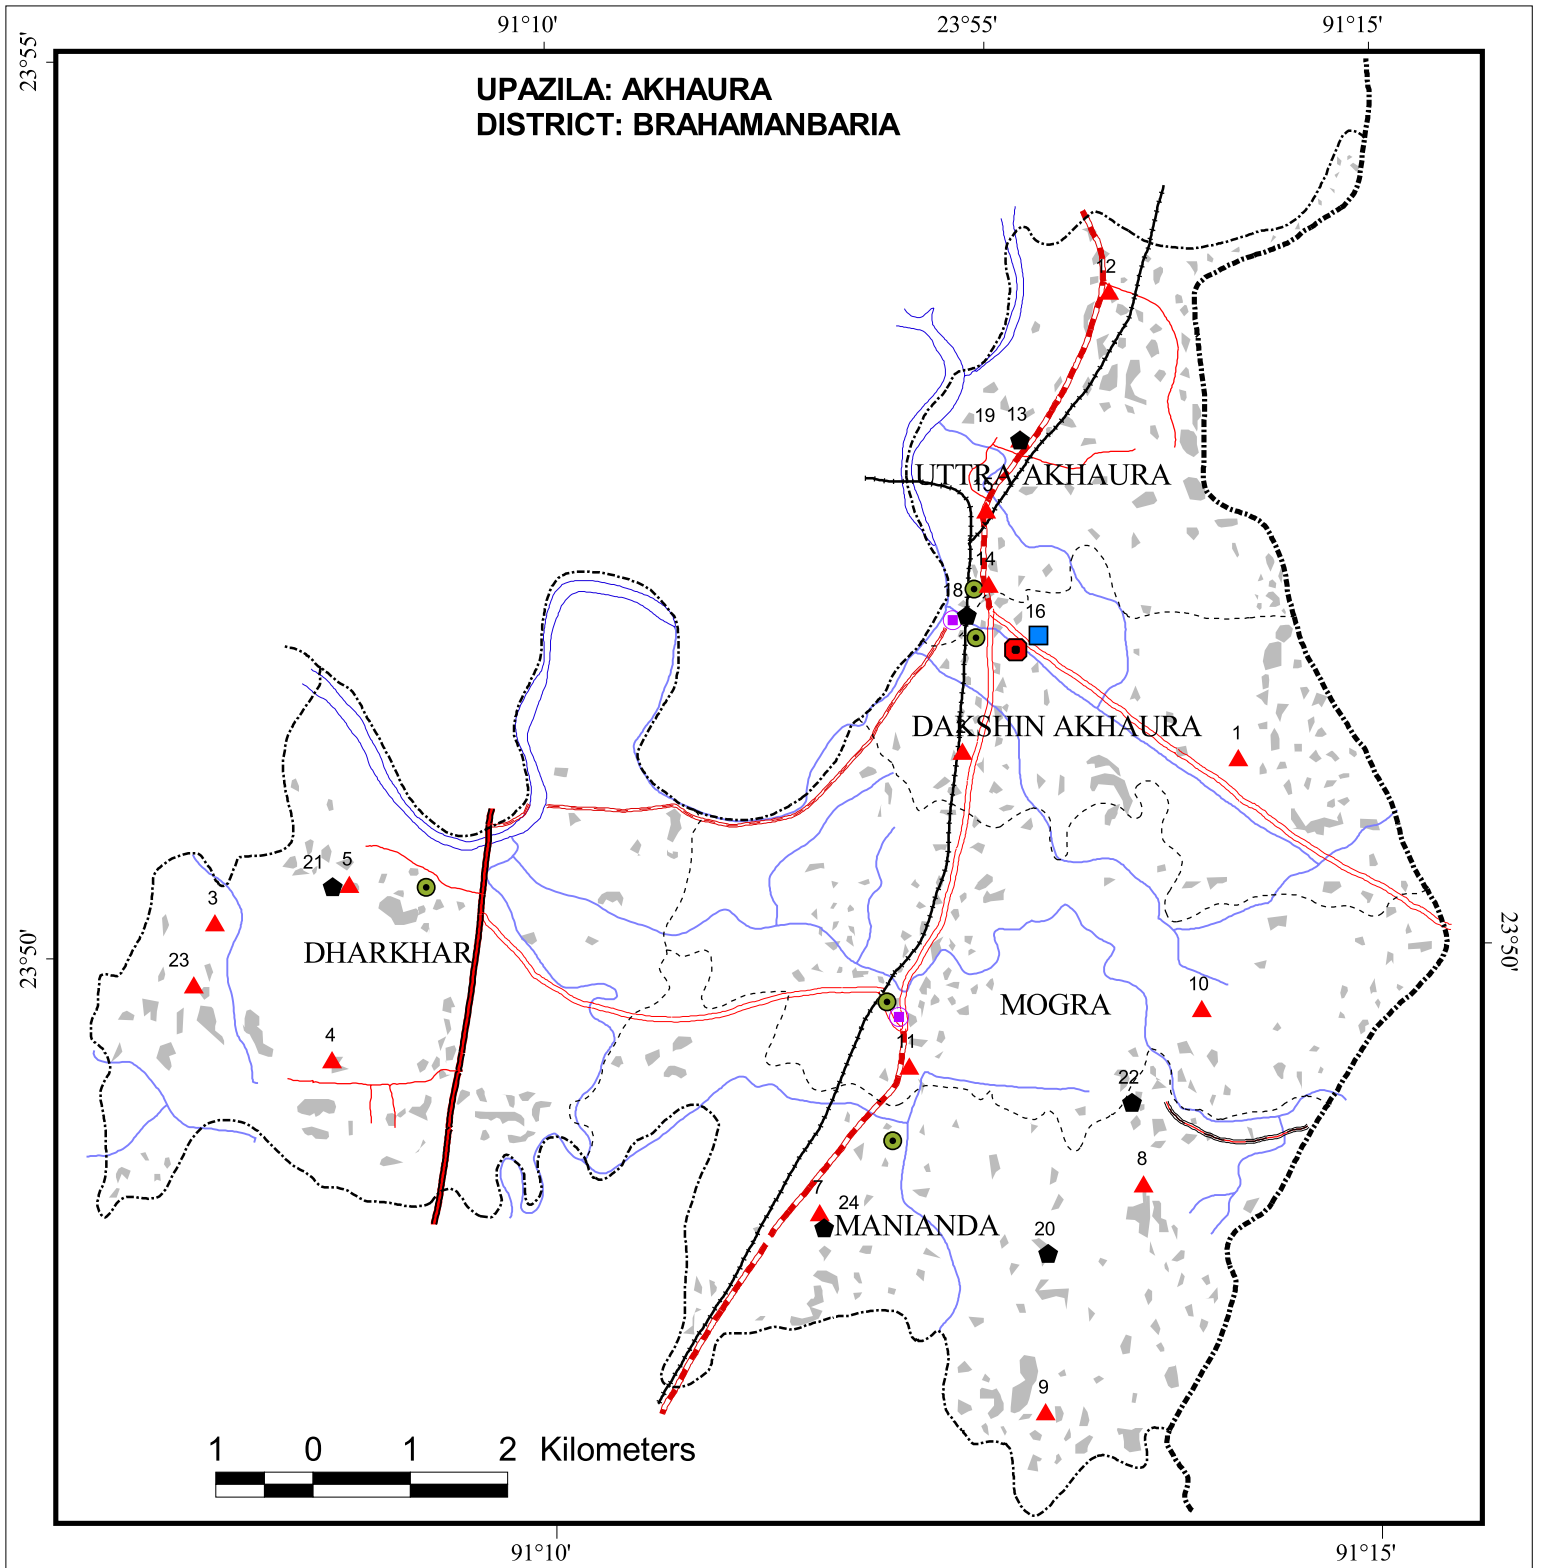 91°10' 23°55' 91°15'
23°55'
UPAZILA: AKHAURA
DISTRICT: BRAHAMANBARIA
12
19 13
UTTRA AKHAURA
15
14
18
16
DAKSHIN AKHAURA
1
21 5
3
DHARKHAR
23
23°50'
23°50'
10
MOGRA
4
11
22
8
7
24
MANIANDA
20
9
1 0 1 2 Kilometers
91°10' 91°15'